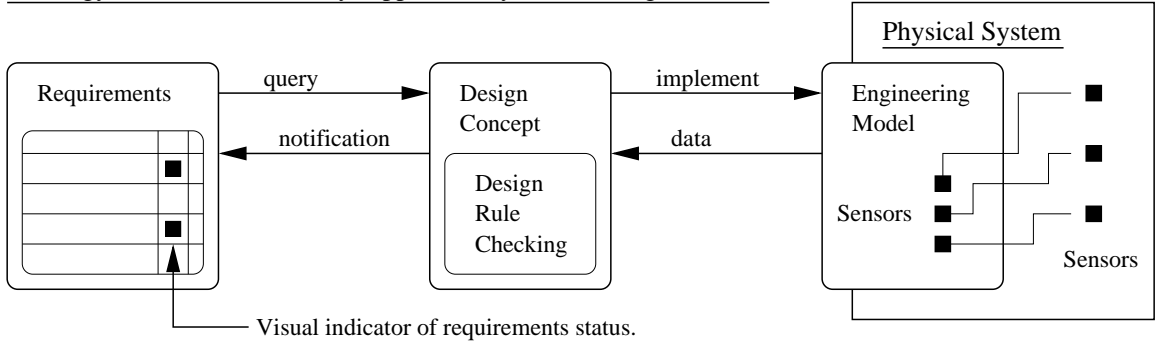 Physical System
Requirements
query
notification
Design
Concept
Design
Rule
Checking
implement
data
Engineering
Model
Sensors
Sensors
Visual indicator of requirements status.